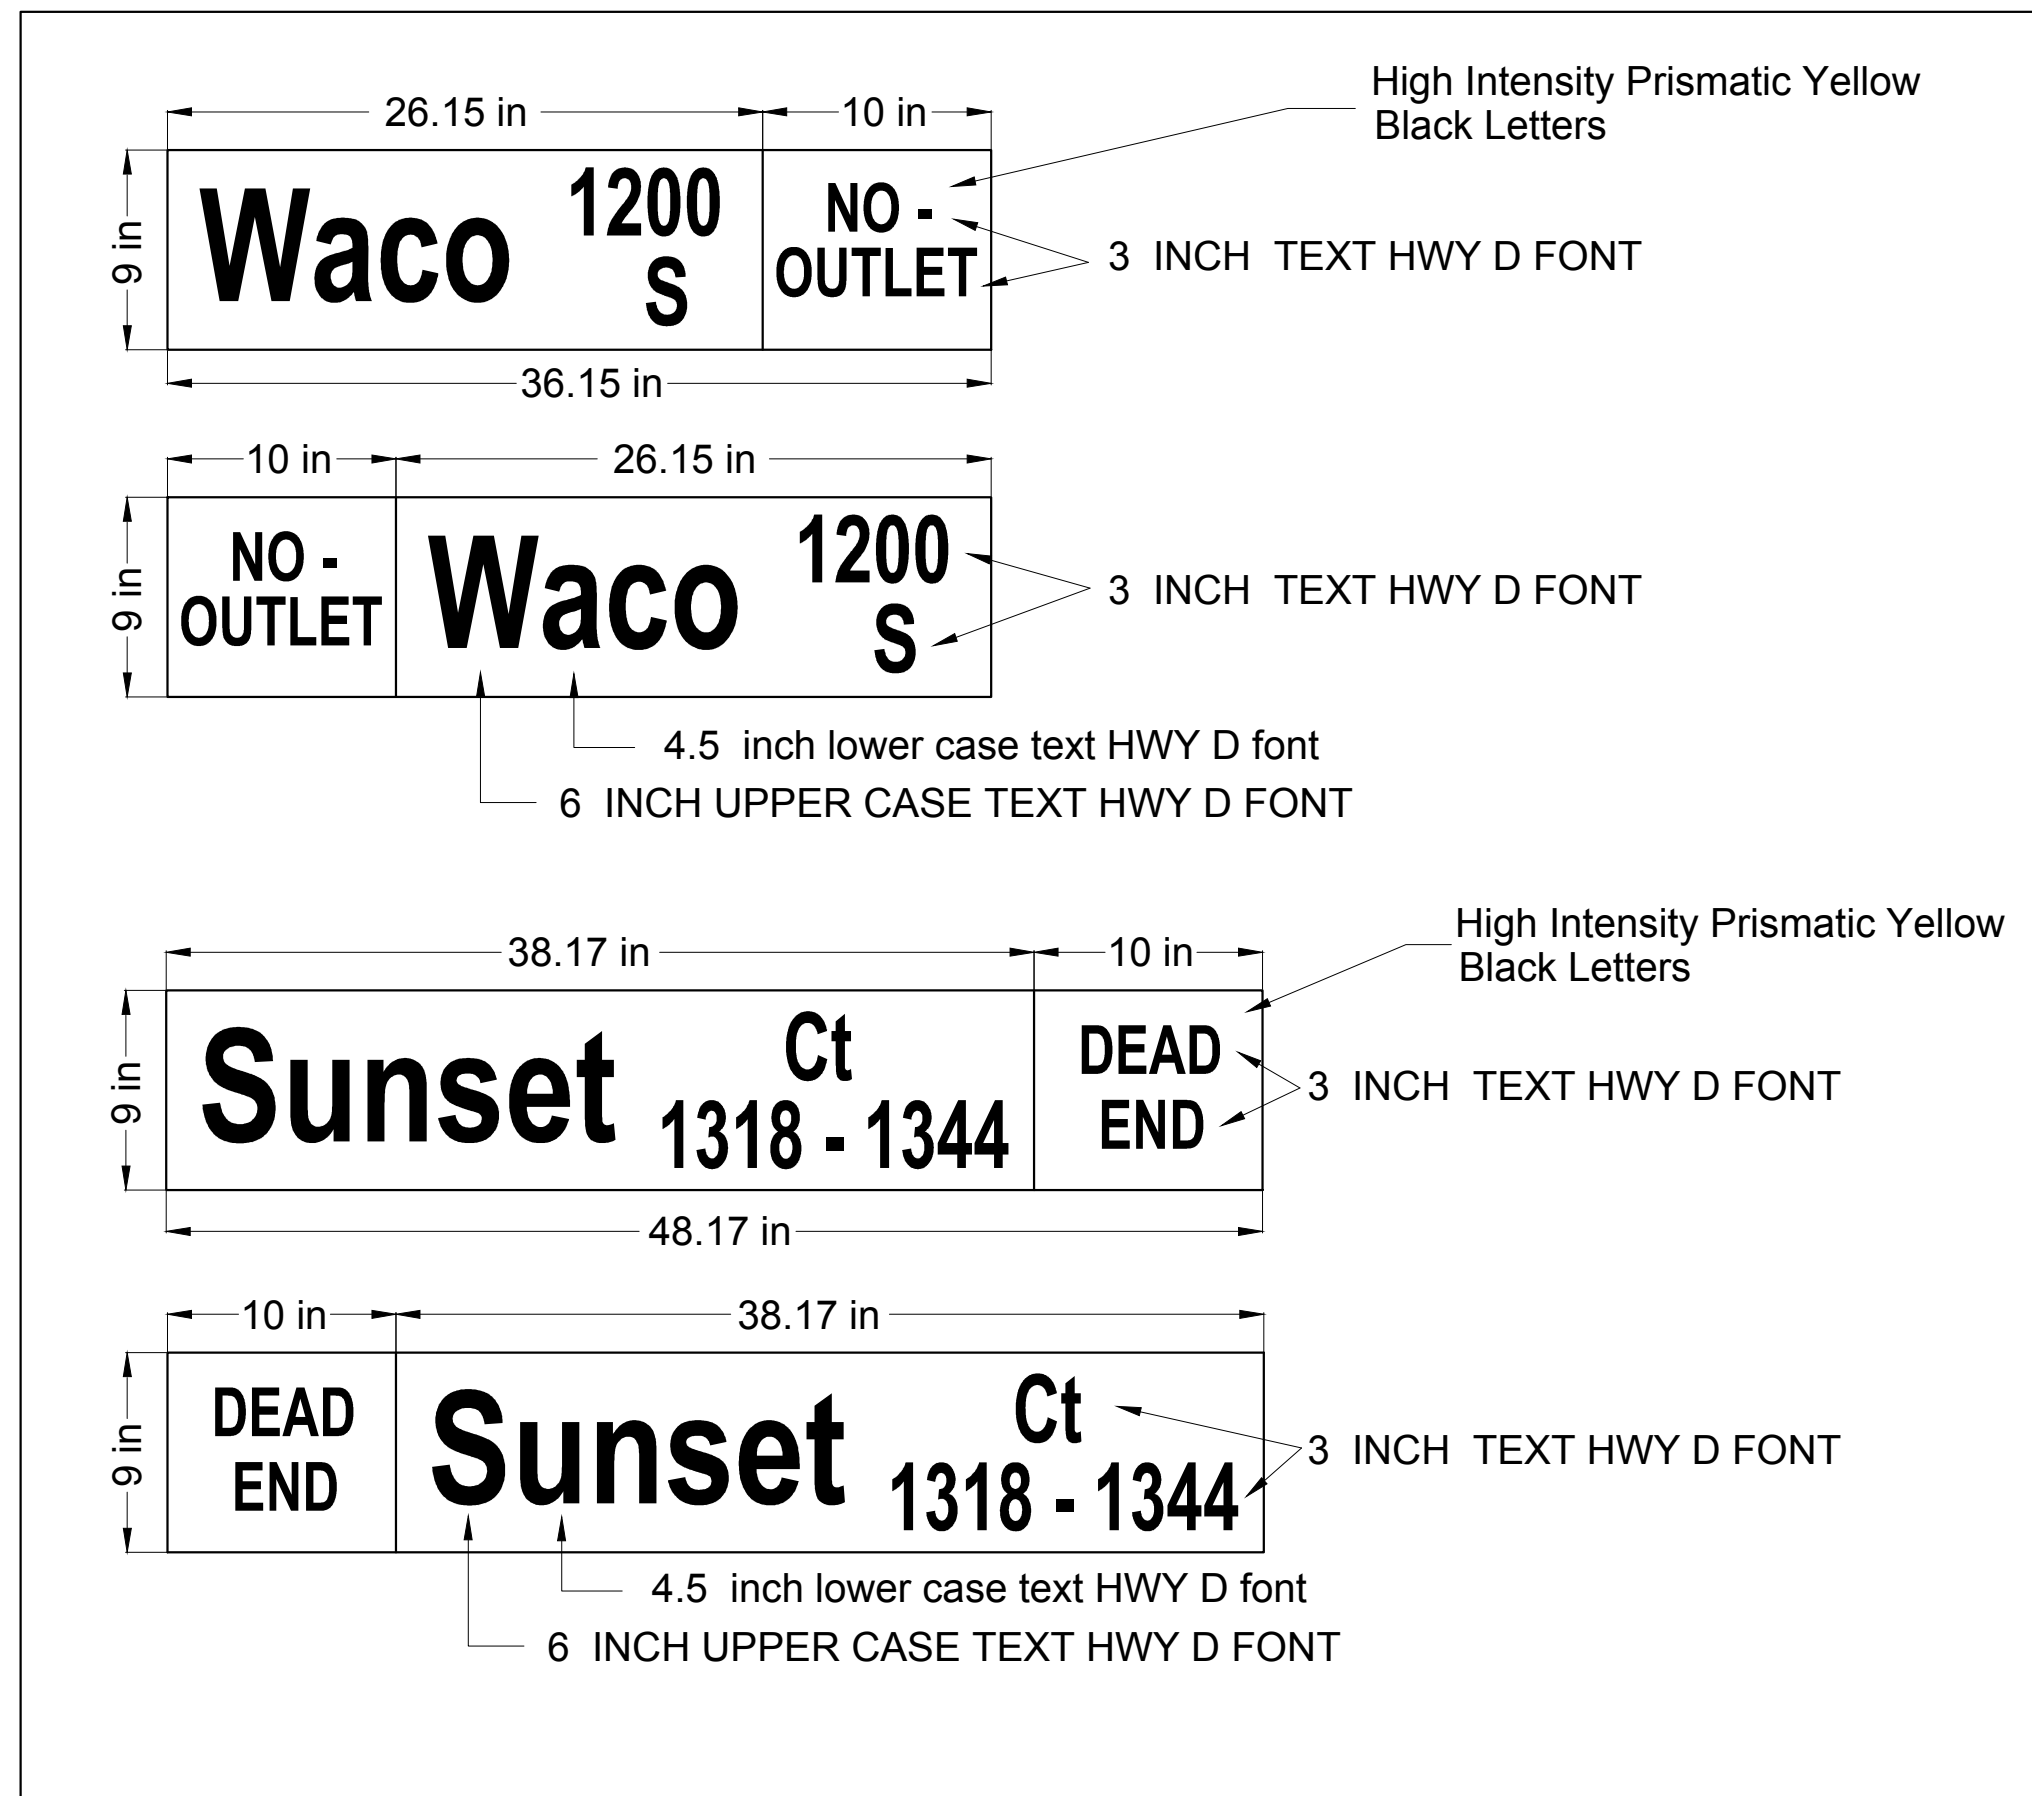 26.15 in 10 in
High Intensity Prismatic Yellow
Black Letters
9 in
Waco 1200
S
NO -
OUTLET
3 INCH TEXT HWY D FONT
36.15 in
10 in 26.15 in
9 in
NO -
OUTLET
Waco 1200
S
3 INCH TEXT HWY D FONT
4.5 inch lower case text HWY D font
6 INCH UPPER CASE TEXT HWY D FONT
38.17 in 10 in
High Intensity Prismatic Yellow
Black Letters
9 in
Sunset Ct
1318 - 1344
DEAD
END
3 INCH TEXT HWY D FONT
48.17 in
10 in 38.17 in
9 in
DEAD
END
Sunset Ct
1318 - 1344
3 INCH TEXT HWY D FONT
4.5 inch lower case text HWY D font
6 INCH UPPER CASE TEXT HWY D FONT